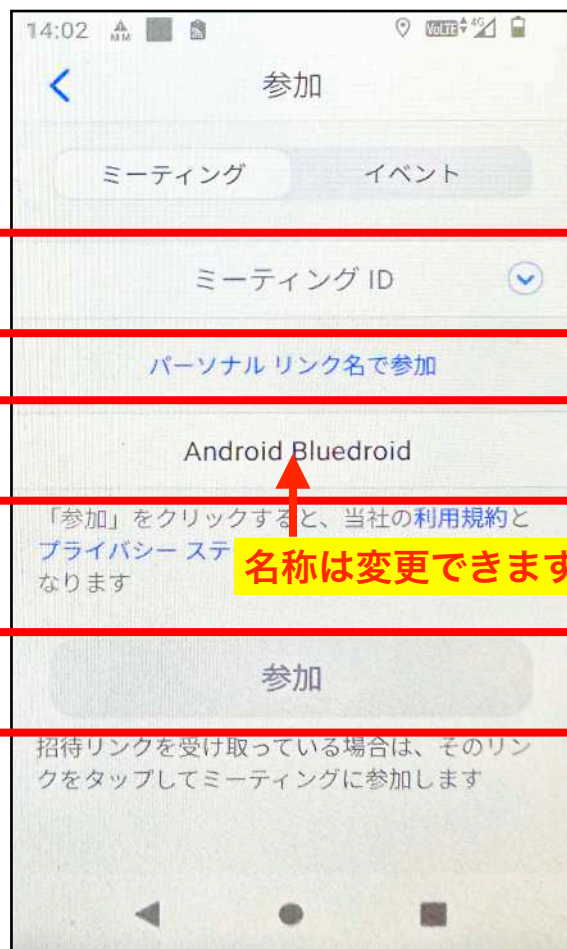 14:02
VoLTE 4G
参加
ミーティング イベント
ミーティング ID
パーソナル リンク名で参加
Android Bluedroid
「参加」をクリックすると、当社の利用規約と
プライバシー ステ
名称は変更できます
なります
参加
招待リンクを受け取っている場合は、そのリン
クをタップしてミーティングに参加します